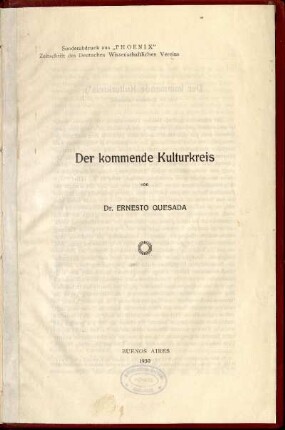 Sonderabdruck aus „PHOENIX"
Zeitschrift des Deutschen Wissenschaftlichen Vereins
Der kommende Kulturkreis
von
Dr. ERNESTO QUESADA
BUENOS AIRES